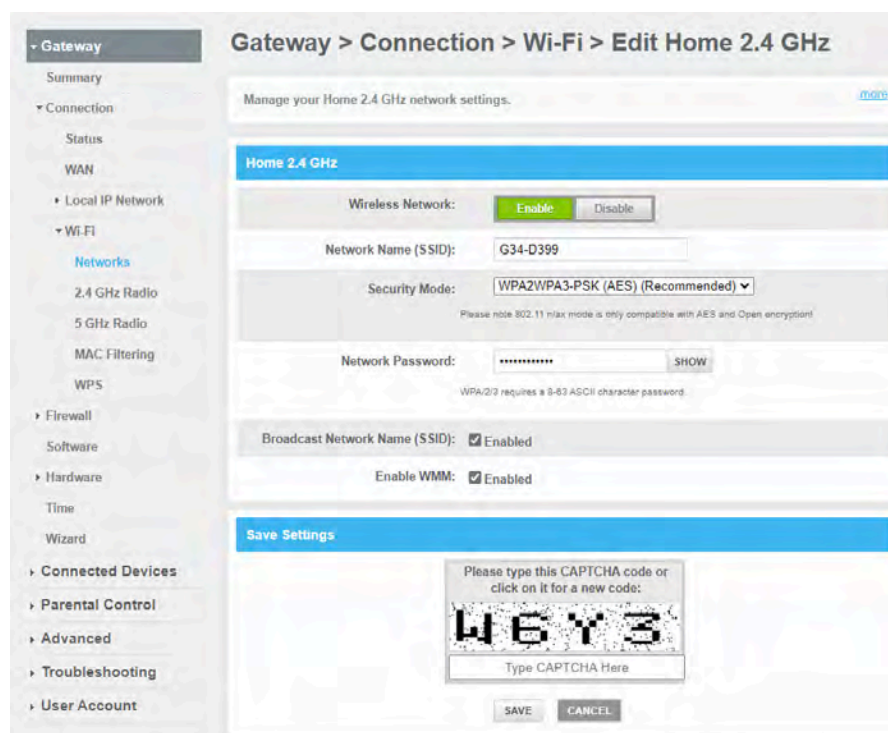 Gateway
Summary
Connection
Status
WAN
Local IP Network
Wi-Fi
Networks
2.4 GHz Radio
5 GHz Radio
MAC Filtering
WPS
Firewall
Software
Hardware
Time
Wizard
Connected Devices
Parental Control
Advanced
Troubleshooting
User Account
Gateway > Connection > Wi-Fi > Edit Home 2.4 GHz
Manage your Home 2.4 GHz network settings.
more
Home 2.4 GHz
Wireless Network: Enable Disable
Network Name (SSID): G34-D399
Security Mode: WPA2WPA3-PSK (AES) (Recommended)
Please note 802.11 n/ax mode is only compatible with AES and Open encryption!
Network Password: •••••••••••• SHOW
WPA/2/3 requires a 8-63 ASCII character password.
Broadcast Network Name (SSID): Enabled
Enable WMM: Enabled
Save Settings
Please type this CAPTCHA code or
click on it for a new code:
W6Y3
Type CAPTCHA Here
SAVE CANCEL